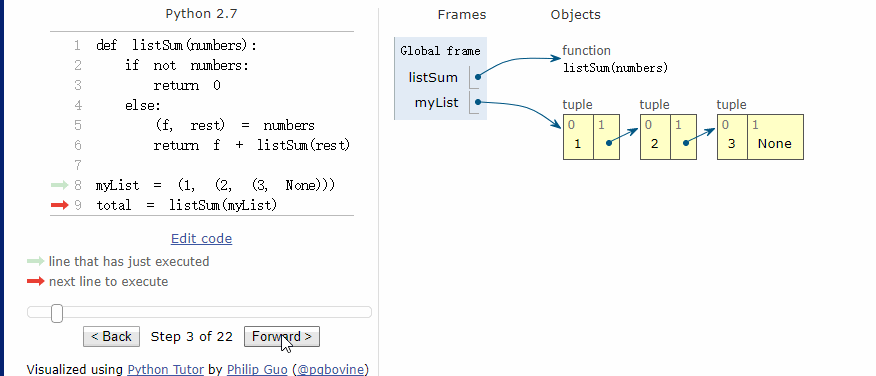 Python 2.7
1 def listSum(numbers):
2 if not numbers:
3 return 0
4 else:
5 (f, rest) = numbers
6 return f + listSum(rest)
7
8 myList = (1, (2, (3, None)))
9 total = listSum(myList)
Edit code
line that has just executed
next line to execute
< Back Step 3 of 22 Forward >
Visualized using Python Tutor by Philip Guo (@pgbovine)
Frames Objects
Global frame
listSum
myList
function
listSum(numbers)
tuple tuple tuple
0 1 0 1 0 1
1 2 3 None